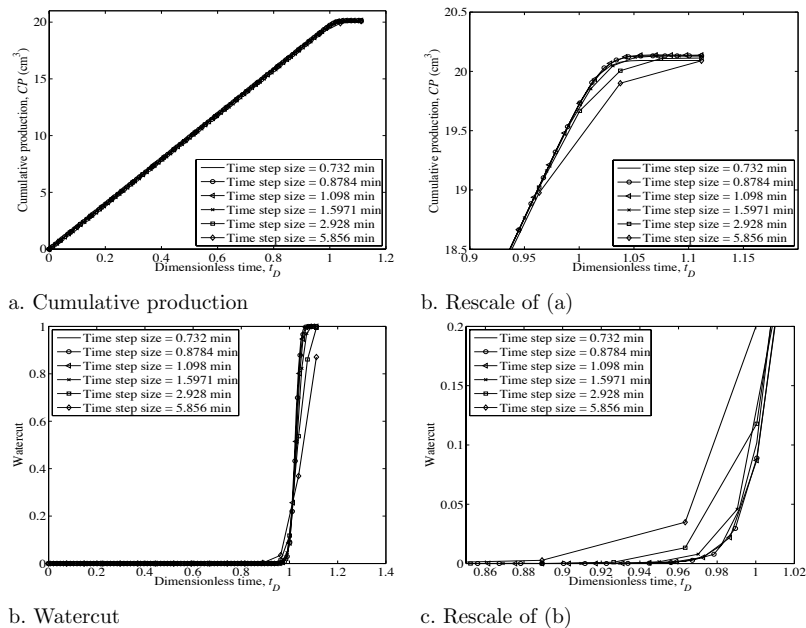 20
15
10
5
0
0 0.2 0.4 0.6 0.8 1.0 1.2 1.4
Dimensionless time, tD
Cumulative production, CP (cm3)
Time step size = 0.732 min
Time step size = 0.8784 min
Time step size = 1.098 min
Time step size = 1.5971 min
Time step size = 2.928 min
Time step size = 5.856 min
a. Cumulative production
20.5
20
19.5
19
18.5
0.9 0.95 1 1.05 1.1 1.15
Dimensionless time, tD
Cumulative production, CP (cm3)
Time step size = 0.732 min
Time step size = 0.8784 min
Time step size = 1.098 min
Time step size = 1.5971 min
Time step size = 2.928 min
Time step size = 5.856 min
b. Rescale of (a)
1
0.8
0.6
0.4
0.2
0
0 0.2 0.4 0.6 0.8 1 1.2 1.4
Dimensionless time, tD
Watercut
Time step size = 0.732 min
Time step size = 0.8784 min
Time step size = 1.098 min
Time step size = 1.5971 min
Time step size = 2.928 min
Time step size = 5.856 min
b. Watercut
0.2
0.15
0.1
0.05
0
0.86 0.88 0.9 0.92 0.94 0.96 0.98 1 1.02
Dimensionless time, tD
Watercut
Time step size = 0.732 min
Time step size = 0.8784 min
Time step size = 1.098 min
Time step size = 1.5971 min
Time step size = 2.928 min
Time step size = 5.856 min
c. Rescale of (b)